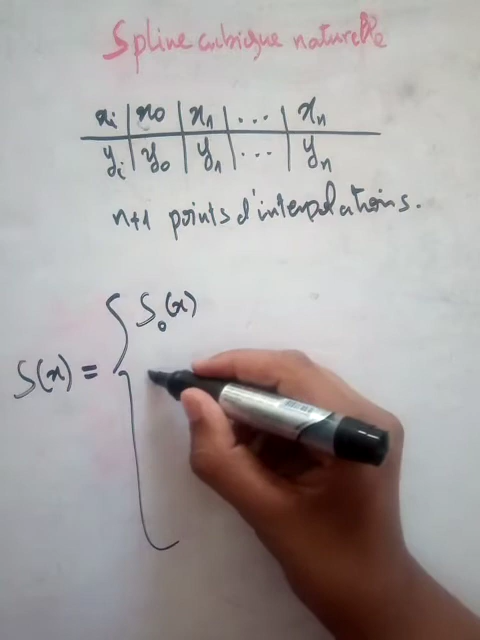 Spline cubique naturelle
xi x0 x1 ... xn
yi y0 y1 ... yn
n+1 points d'interpolations.
S0(x)
S(x) = {